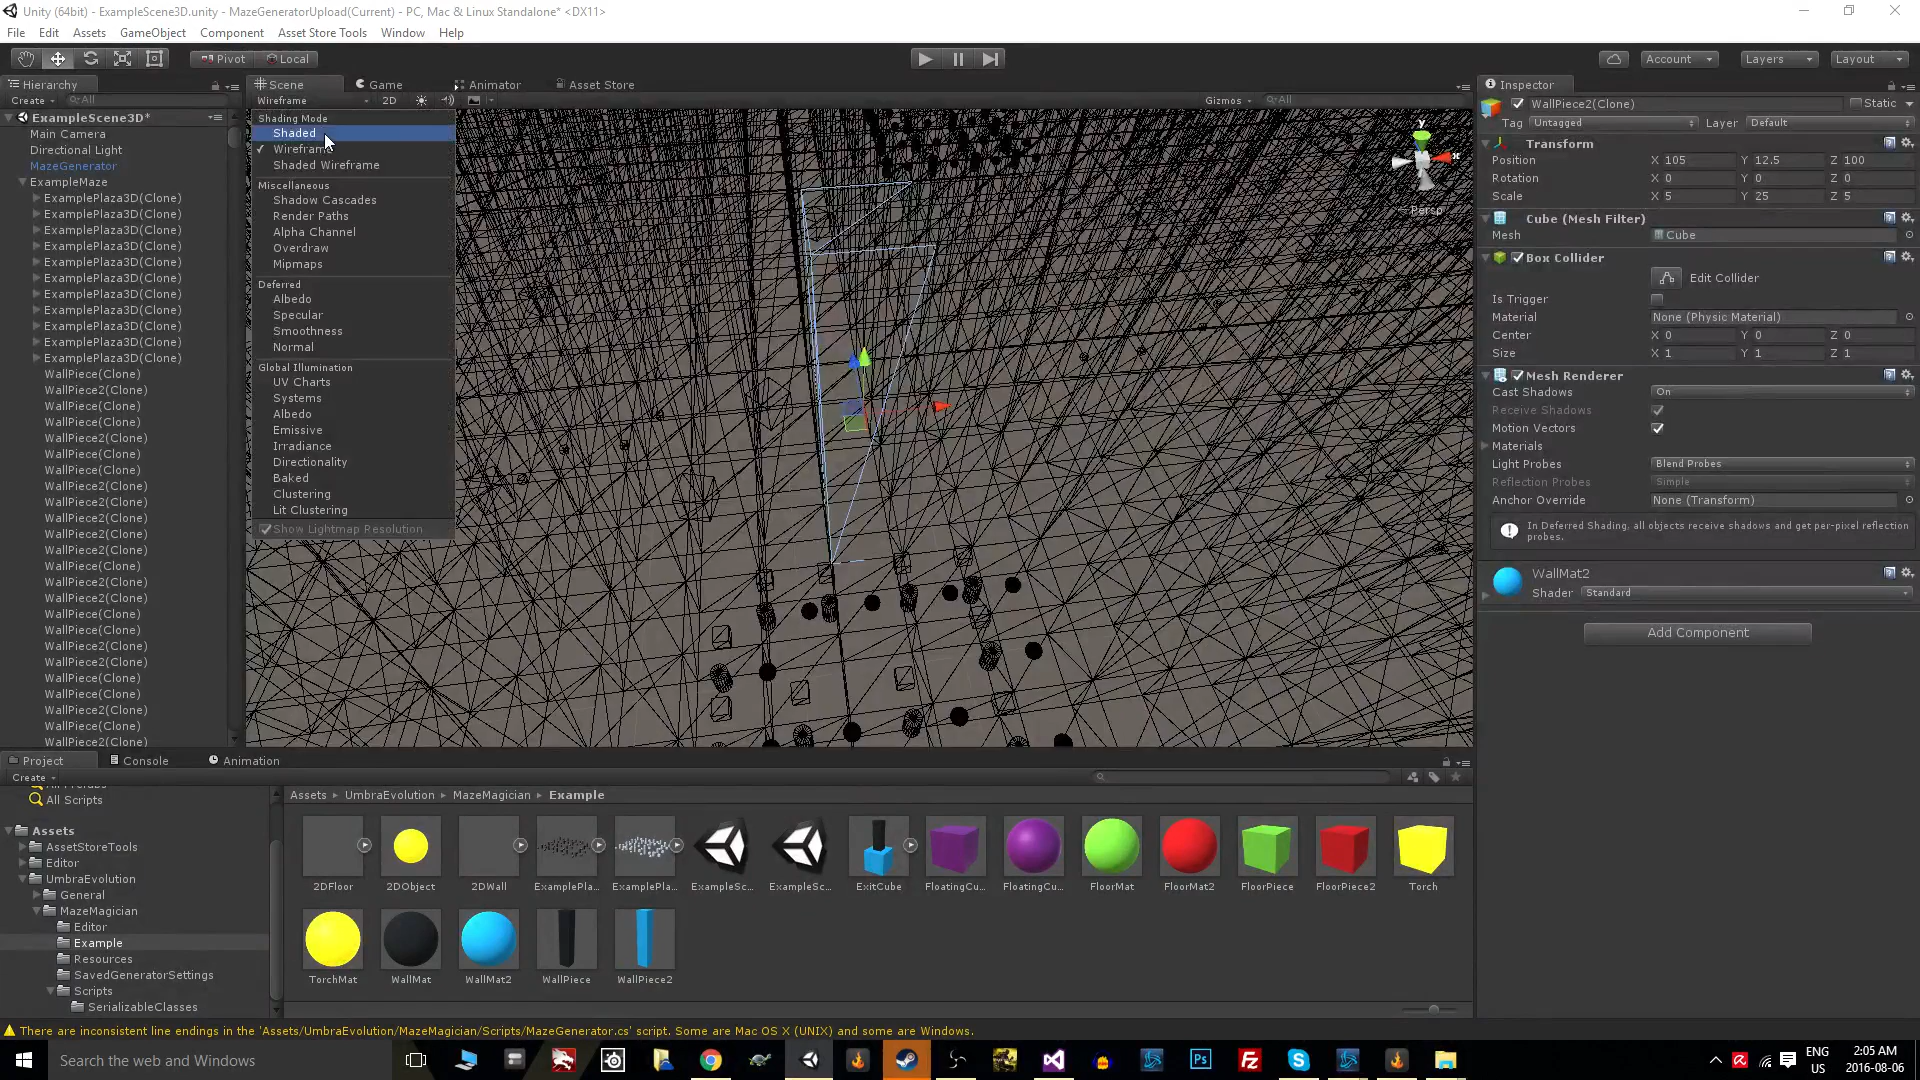 Unity (64bit) - ExampleScene3D.unity - MazeGeneratorUpload(Current) - PC, Mac & Linux Standalone* <DX11>
File Edit Assets GameObject Component Asset Store Tools Window Help
Pivot Local Account Layers Layout
Hierarchy
Create All
ExampleScene3D*
Main Camera
Directional Light
MazeGenerator
ExampleMaze
ExamplePlaza3D(Clone)
ExamplePlaza3D(Clone)
ExamplePlaza3D(Clone)
ExamplePlaza3D(Clone)
ExamplePlaza3D(Clone)
ExamplePlaza3D(Clone)
ExamplePlaza3D(Clone)
ExamplePlaza3D(Clone)
ExamplePlaza3D(Clone)
ExamplePlaza3D(Clone)
ExamplePlaza3D(Clone)
WallPiece(Clone)
WallPiece2(Clone)
WallPiece(Clone)
WallPiece(Clone)
WallPiece2(Clone)
WallPiece(Clone)
WallPiece(Clone)
WallPiece2(Clone)
WallPiece2(Clone)
WallPiece(Clone)
WallPiece2(Clone)
WallPiece2(Clone)
WallPiece(Clone)
WallPiece2(Clone)
WallPiece2(Clone)
WallPiece(Clone)
WallPiece(Clone)
WallPiece2(Clone)
WallPiece2(Clone)
WallPiece(Clone)
WallPiece(Clone)
WallPiece2(Clone)
WallPiece(Clone)
WallPiece2(Clone)
Scene Game Animator Asset Store
Wireframe 2D Gizmos All
Shading Mode
Shaded
Wireframe
Shaded Wireframe
Miscellaneous
Shadow Cascades
Render Paths
Alpha Channel
Overdraw
Mipmaps
Deferred
Albedo
Specular
Smoothness
Normal
Global Illumination
UV Charts
Systems
Albedo
Emissive
Irradiance
Directionality
Baked
Clustering
Lit Clustering
Show Lightmap Resolution
y
x
Persp
Inspector
WallPiece2(Clone) Static
Tag Untagged Layer Default
Transform
Position X 105 Y 12.5 Z 100
Rotation X 0 Y 0 Z 0
Scale X 5 Y 25 Z 5
Cube (Mesh Filter)
Mesh Cube
Box Collider
Edit Collider
Is Trigger
Material None (Physic Material)
Center X 0 Y 0 Z 0
Size X 1 Y 1 Z 1
Mesh Renderer
Cast Shadows On
Receive Shadows
Motion Vectors
Materials
Light Probes Blend Probes
Reflection Probes Simple
Anchor Override None (Transform)
In Deferred Shading, all objects receive shadows and get per-pixel reflection
probes.
WallMat2
Shader Standard
Add Component
Project Console Animation
Create
All Prefabs
All Scripts
Assets
AssetStoreTools
Editor
UmbraEvolution
General
MazeMagician
Editor
Example
Resources
SavedGeneratorSettings
Scripts
SerializableClasses
Assets UmbraEvolution MazeMagician Example
2DFloor 2DObject 2DWall ExamplePla... ExamplePla... ExampleSc... ExampleSc... ExitCube FloatingCu... FloatingCu... FloorMat FloorMat2 FloorPiece FloorPiece2 Torch
TorchMat WallMat WallMat2 WallPiece WallPiece2
There are inconsistent line endings in the 'Assets/UmbraEvolution/MazeMagician/Scripts/MazeGenerator.cs' script. Some are Mac OS X (UNIX) and some are Windows.
Search the web and Windows
Ps
Fz
ENG
US
2:05 AM
2016-08-06